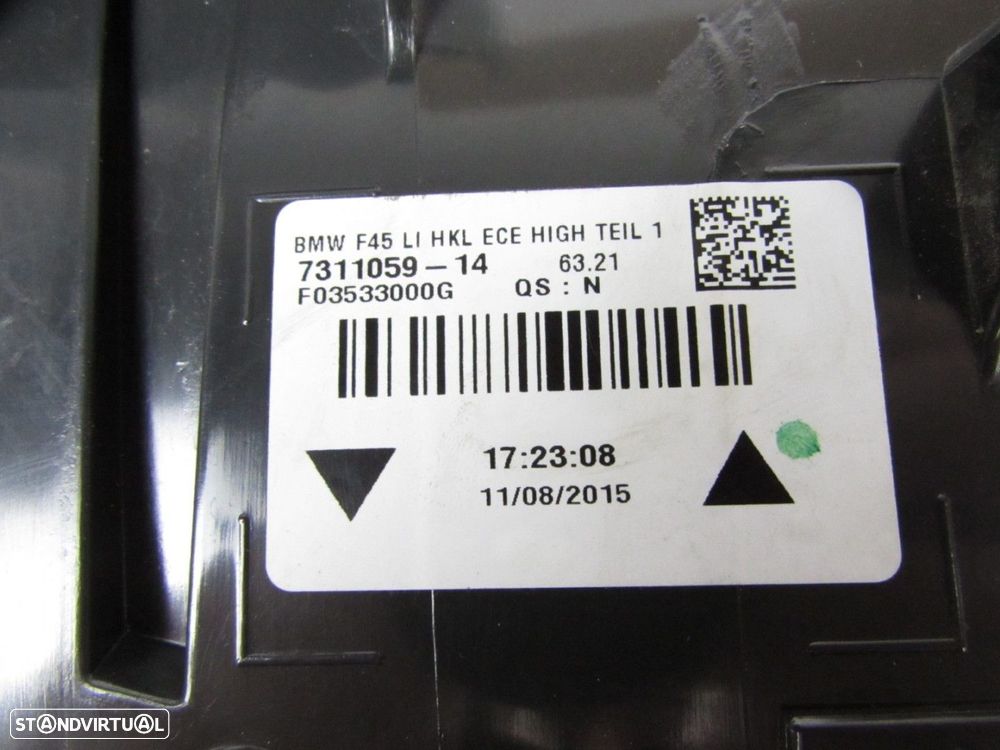 BMW F45 LI HKL ECE HIGH TEIL 1
7311059-14 63.21
F03533000G QS : N
17:23:08
11/08/2015
STANDVIRTUAL